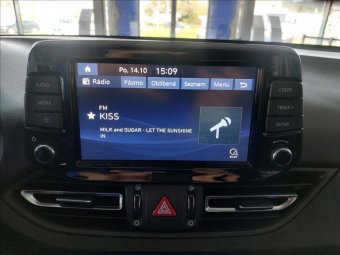 Po, 14.10 15:09
Rádio Pásmo Oblíbené Seznam Menu
RADIO
MEDIA
FM
KISS
MILK and SUGAR - LET THE SUNSHINE
IN
< SEEK
TRACK >
SETUP